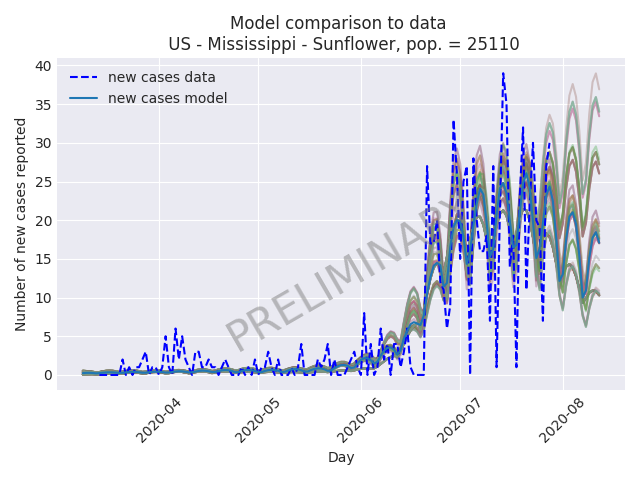 Model comparison to data
US - Mississippi - Sunflower, pop. = 25110
new cases data
new cases model
PRELIMINARY
Number of new cases reported
40
35
30
25
20
15
10
5
0
2020-04
2020-05
2020-06
2020-07
2020-08
Day